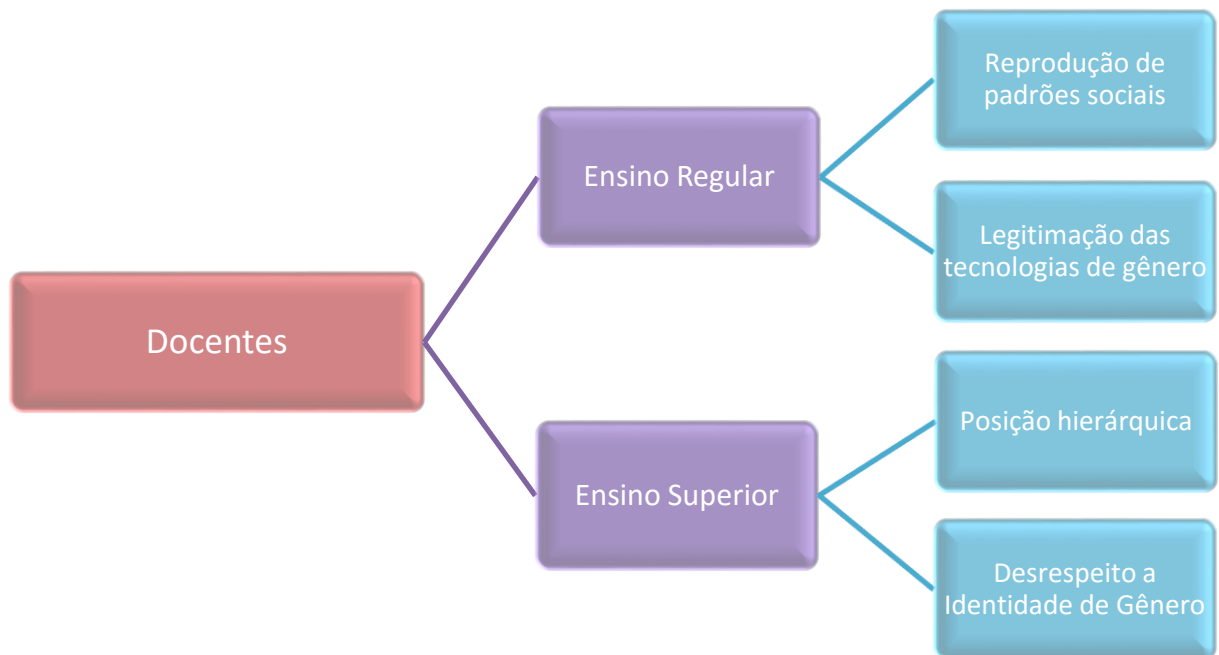 Docentes
Ensino Regular
Reprodução de
padrões sociais
Legitimação das
tecnologias de gênero
Ensino Superior
Posição hierárquica
Desrespeito a
Identidade de Gênero